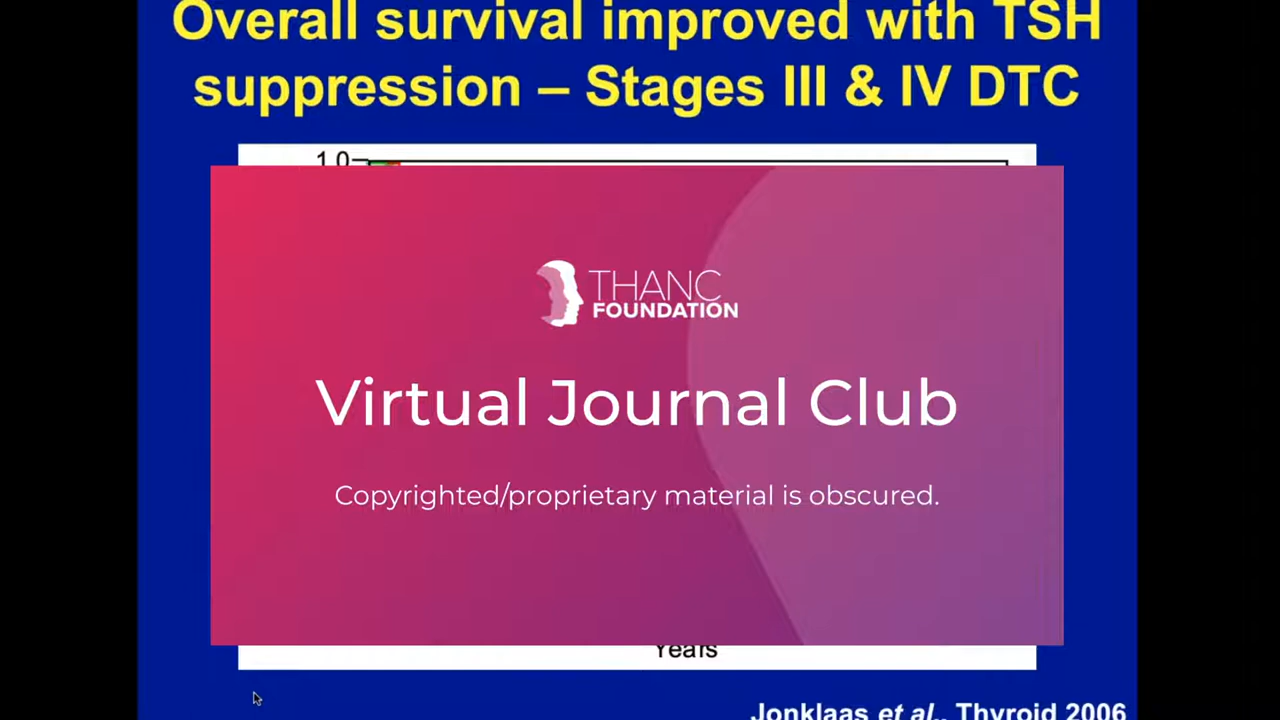 Overall survival improved with TSH
suppression – Stages III & IV DTC
1.0
THANC
FOUNDATION
Virtual Journal Club
Copyrighted/proprietary material is obscured.
Years
Jonklaas et al., Thyroid 2006